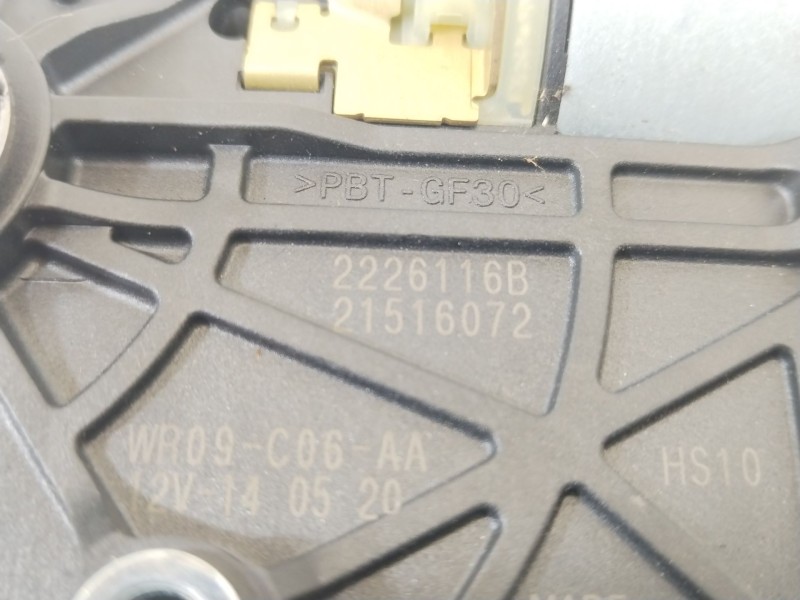 >PBT-GF30<
2226116B
21516072
WR09-C06-AA
12V 14 05 20
HS10